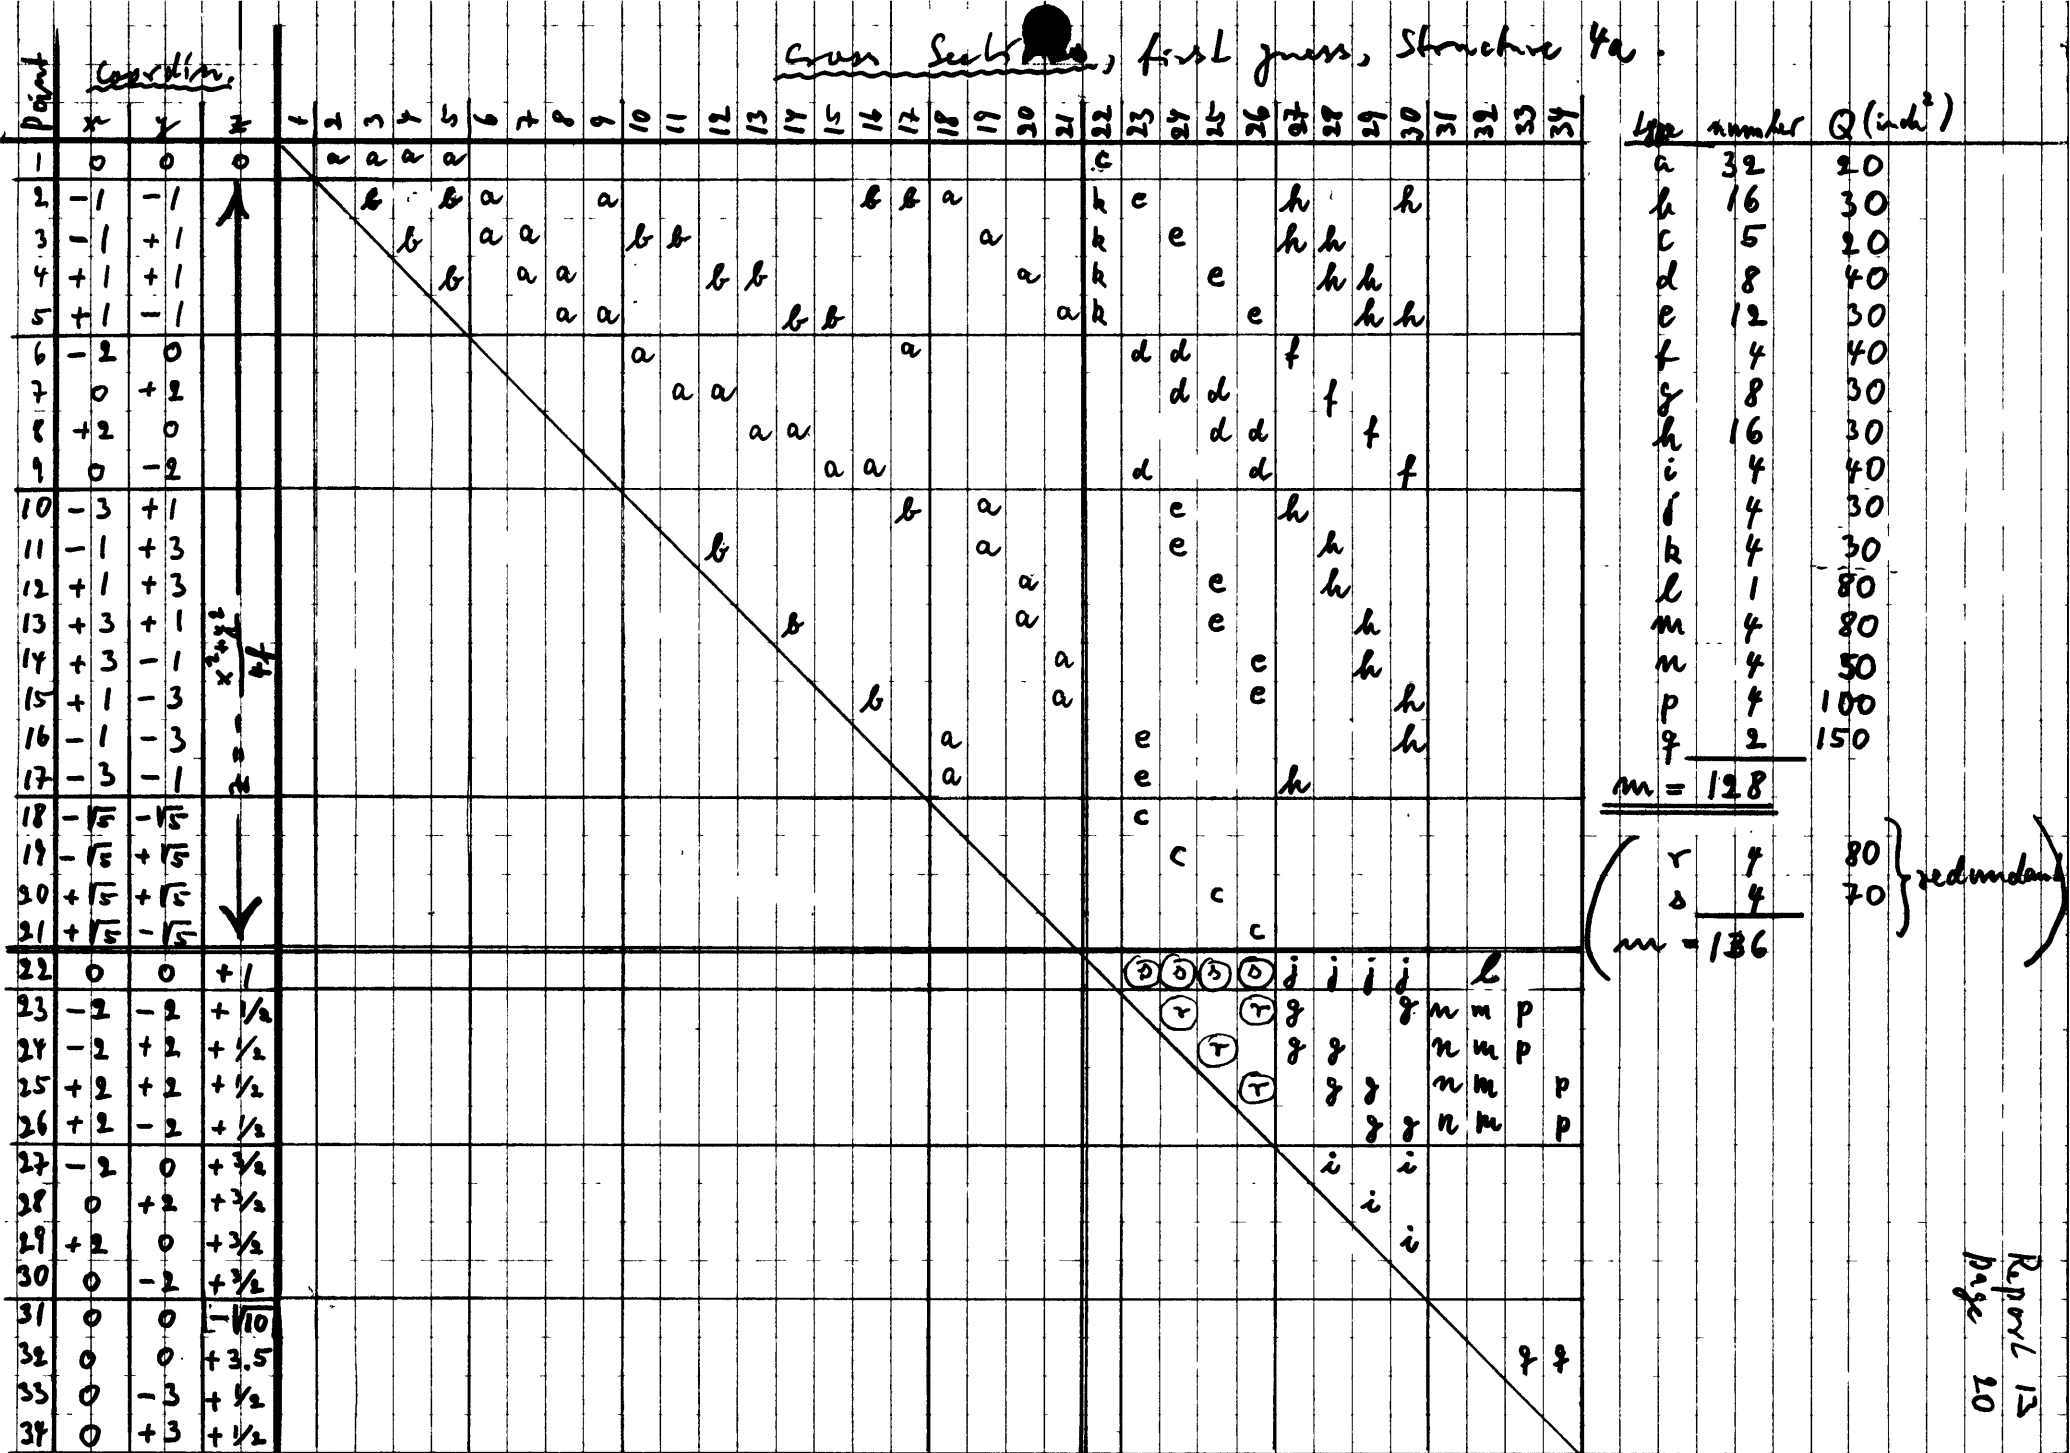 Cross Sections, first guess, Structure 4a.
Coordin.
Point x y z 1 2 3 4 5 6 7 8 9 10 11 12 13 14 15 16 17 18 19 20 21 22 23 24 25 26 27 28 29 30 31 32 33 34
1 0 0 0 a a a a c
2 -1 -1 b b a a b b a k e h h
3 -1 +1 b a a b b a k e h h
4 +1 +1 b a a b b a k e h h
5 +1 -1 a a b b a k e h h
6 -2 0 a a d d f
7 0 +2 a a d d f
8 +2 0 a a d d f
9 0 -2 a a d d f
10 -3 +1 b a e h
11 -1 +3 b a e h
12 +1 +3 a e h
13 +3 +1 b a e h
14 +3 -1 a e h
15 +1 -3 b a e h
16 -1 -3 a e h
17 -3 -1 a e h
18 -√5 -√5 c
19 -√5 +√5 c
20 +√5 +√5 c
21 +√5 -√5 c
z = - x²+y²/4f
22 0 0 +1 s s s s j j j j l
23 -2 -2 +1/2 r r g g n m p
24 -2 +2 +1/2 r g g n m p
25 +2 +2 +1/2 r g g n m p
26 +2 -2 +1/2 g g n m p
27 -2 0 +3/2 i i
28 0 +2 +3/2 i
29 +2 0 +3/2 i
30 0 -2 +3/2
31 0 0 -√10
32 0 0 +3.5 q q
33 0 -3 +1/2
34 0 +3 +1/2
type number Q (inch²)
a 32 20
b 16 30
c 5 20
d 8 40
e 12 30
f 4 40
g 8 30
h 16 30
i 4 40
j 4 30
k 4 30
l 1 80
m 4 80
n 4 50
p 4 100
q 2 150
m = 128
( r 4 80
s 4 70 } redundant )
m = 136
Report 13
page 20